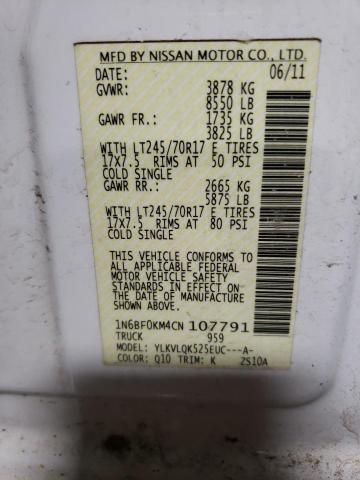 MFD BY NISSAN MOTOR CO., LTD.
DATE: 06/11
GVWR: 3878 KG
8550 LB
GAWR FR.: 1735 KG
3825 LB
WITH LT245/70R17 E TIRES
17X7.5 RIMS AT 50 PSI
COLD SINGLE
GAWR RR.: 2665 KG
5875 LB
WITH LT245/70R17 E TIRES
17X7.5 RIMS AT 80 PSI
COLD SINGLE
THIS VEHICLE CONFORMS TO
ALL APPLICABLE FEDERAL
MOTOR VEHICLE SAFETY
STANDARDS IN EFFECT ON
THE DATE OF MANUFACTURE
SHOWN ABOVE.
1N6BF0KM4CN 107791
TRUCK 959
MODEL: YLKVLQK525EUC---A-
COLOR: Q10 TRIM: K 2S10A